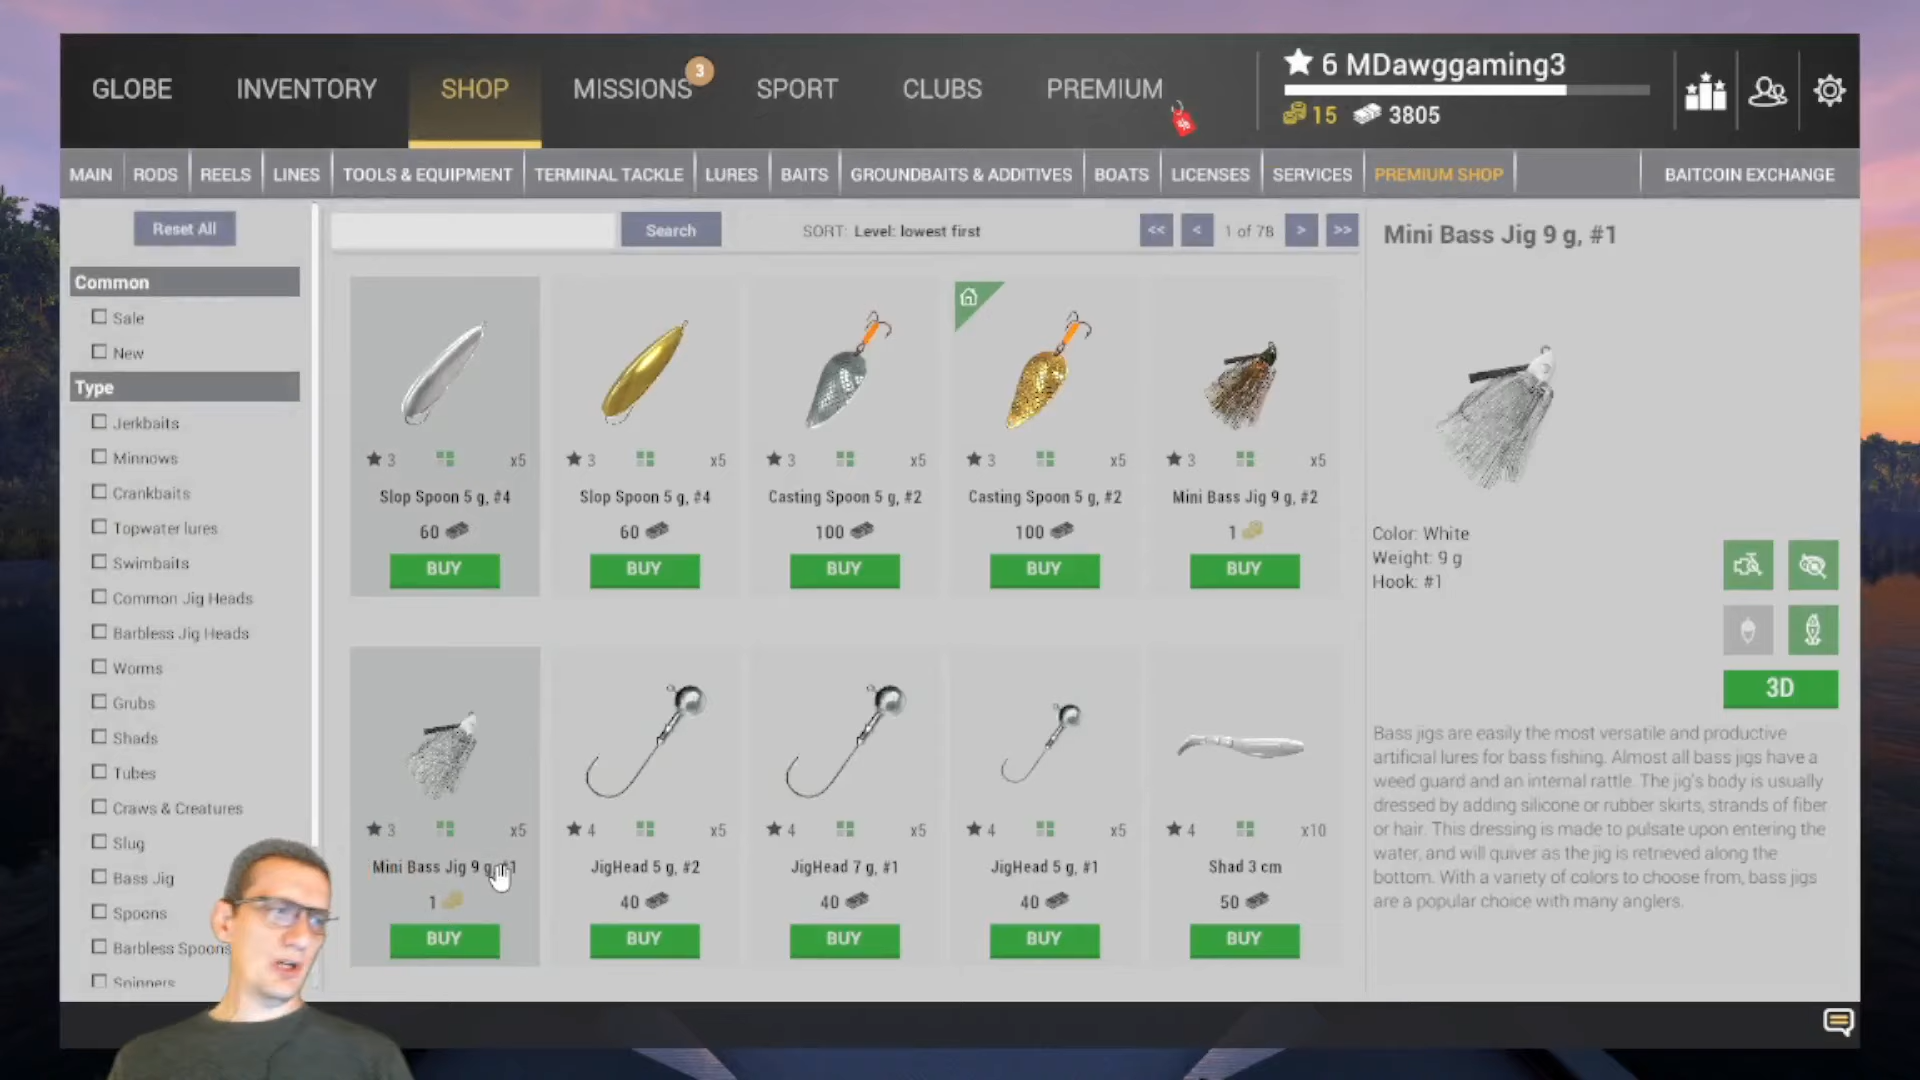 GLOBE INVENTORY SHOP MISSIONS 3 SPORT CLUBS PREMIUM
6 MDawggaming3
15 3805
MAIN RODS REELS LINES TOOLS & EQUIPMENT TERMINAL TACKLE LURES BAITS GROUNDBAITS & ADDITIVES BOATS LICENSES SERVICES PREMIUM SHOP BAITCOIN EXCHANGE
Reset All
Common
Sale
New
Type
Jerkbaits
Minnows
Crankbaits
Topwater lures
Swimbaits
Common Jig Heads
Barbless Jig Heads
Worms
Grubs
Shads
Tubes
Craws & Creatures
Slug
Bass Jig
Spoons
Barbless Spoons
Spinners
Search SORT: Level: lowest first << < 1 of 78 > >>
3 x5 3 x5 3 x5 3 x5 3 x5
Slop Spoon 5 g, #4 Slop Spoon 5 g, #4 Casting Spoon 5 g, #2 Casting Spoon 5 g, #2 Mini Bass Jig 9 g, #2
60 60 100 100 1
BUY BUY BUY BUY BUY
3 x5 4 x5 4 x5 4 x5 4 x10
Mini Bass Jig 9 g, #1 JigHead 5 g, #2 JigHead 7 g, #1 JigHead 5 g, #1 Shad 3 cm
1 40 40 40 50
BUY BUY BUY BUY BUY
Mini Bass Jig 9 g, #1
Color: White
Weight: 9 g
Hook: #1
3D
Bass jigs are easily the most versatile and productive
artificial lures for bass fishing. Almost all bass jigs have a
weed guard and an internal rattle. The jig's body is usually
dressed by adding silicone or rubber skirts, strands of fiber
or hair. This dressing is made to pulsate upon entering the
water, and will quiver as the jig is retrieved along the
bottom. With a variety of colors to choose from, bass jigs
are a popular choice with many anglers.